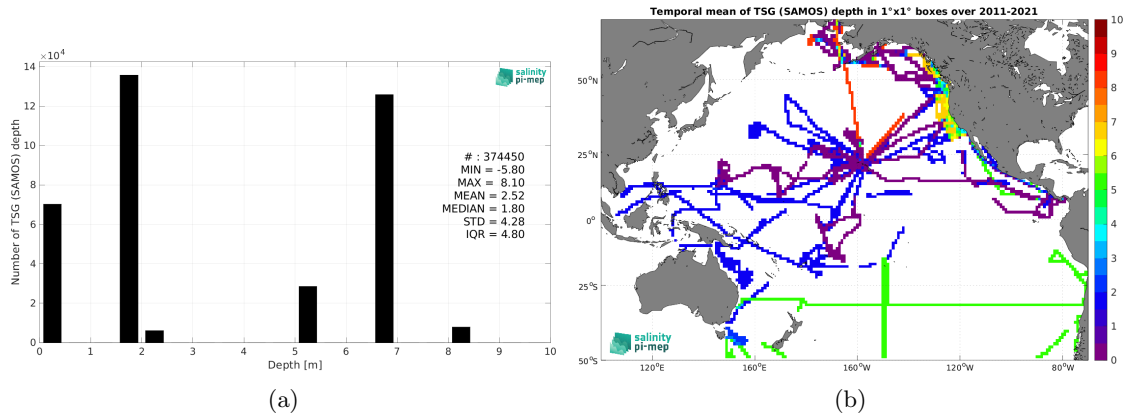 ×10⁴
14
12
10
8
6
4
2
0
Number of TSG (SAMOS) depth
0 1 2 3 4 5 6 7 8 9 10
Depth [m]
salinity
pi-mep
# : 374450
MIN = -5.80
MAX = 8.10
MEAN = 2.52
MEDIAN = 1.80
STD = 4.28
IQR = 4.80
(a)
Temporal mean of TSG (SAMOS) depth in 1°x1° boxes over 2011-2021
50°N
25°N
0°
25°S
50°S
120°E 160°E 160°W 120°W 80°W
salinity
pi-mep
10
9
8
7
6
5
4
3
2
1
0
(b)